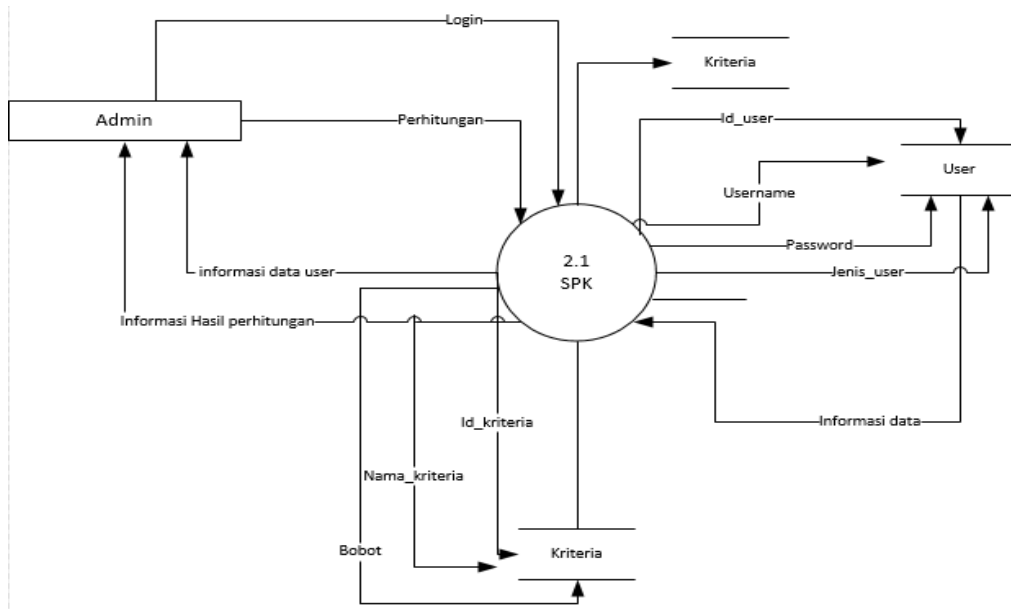 Login
Kriteria
Admin
Perhitungan
Id_user
User
Username
Password
2.1
SPK
informasi data user
Jenis_user
Informasi Hasil perhitungan
Id_kriteria
Informasi data
Nama_kriteria
Bobot
Kriteria